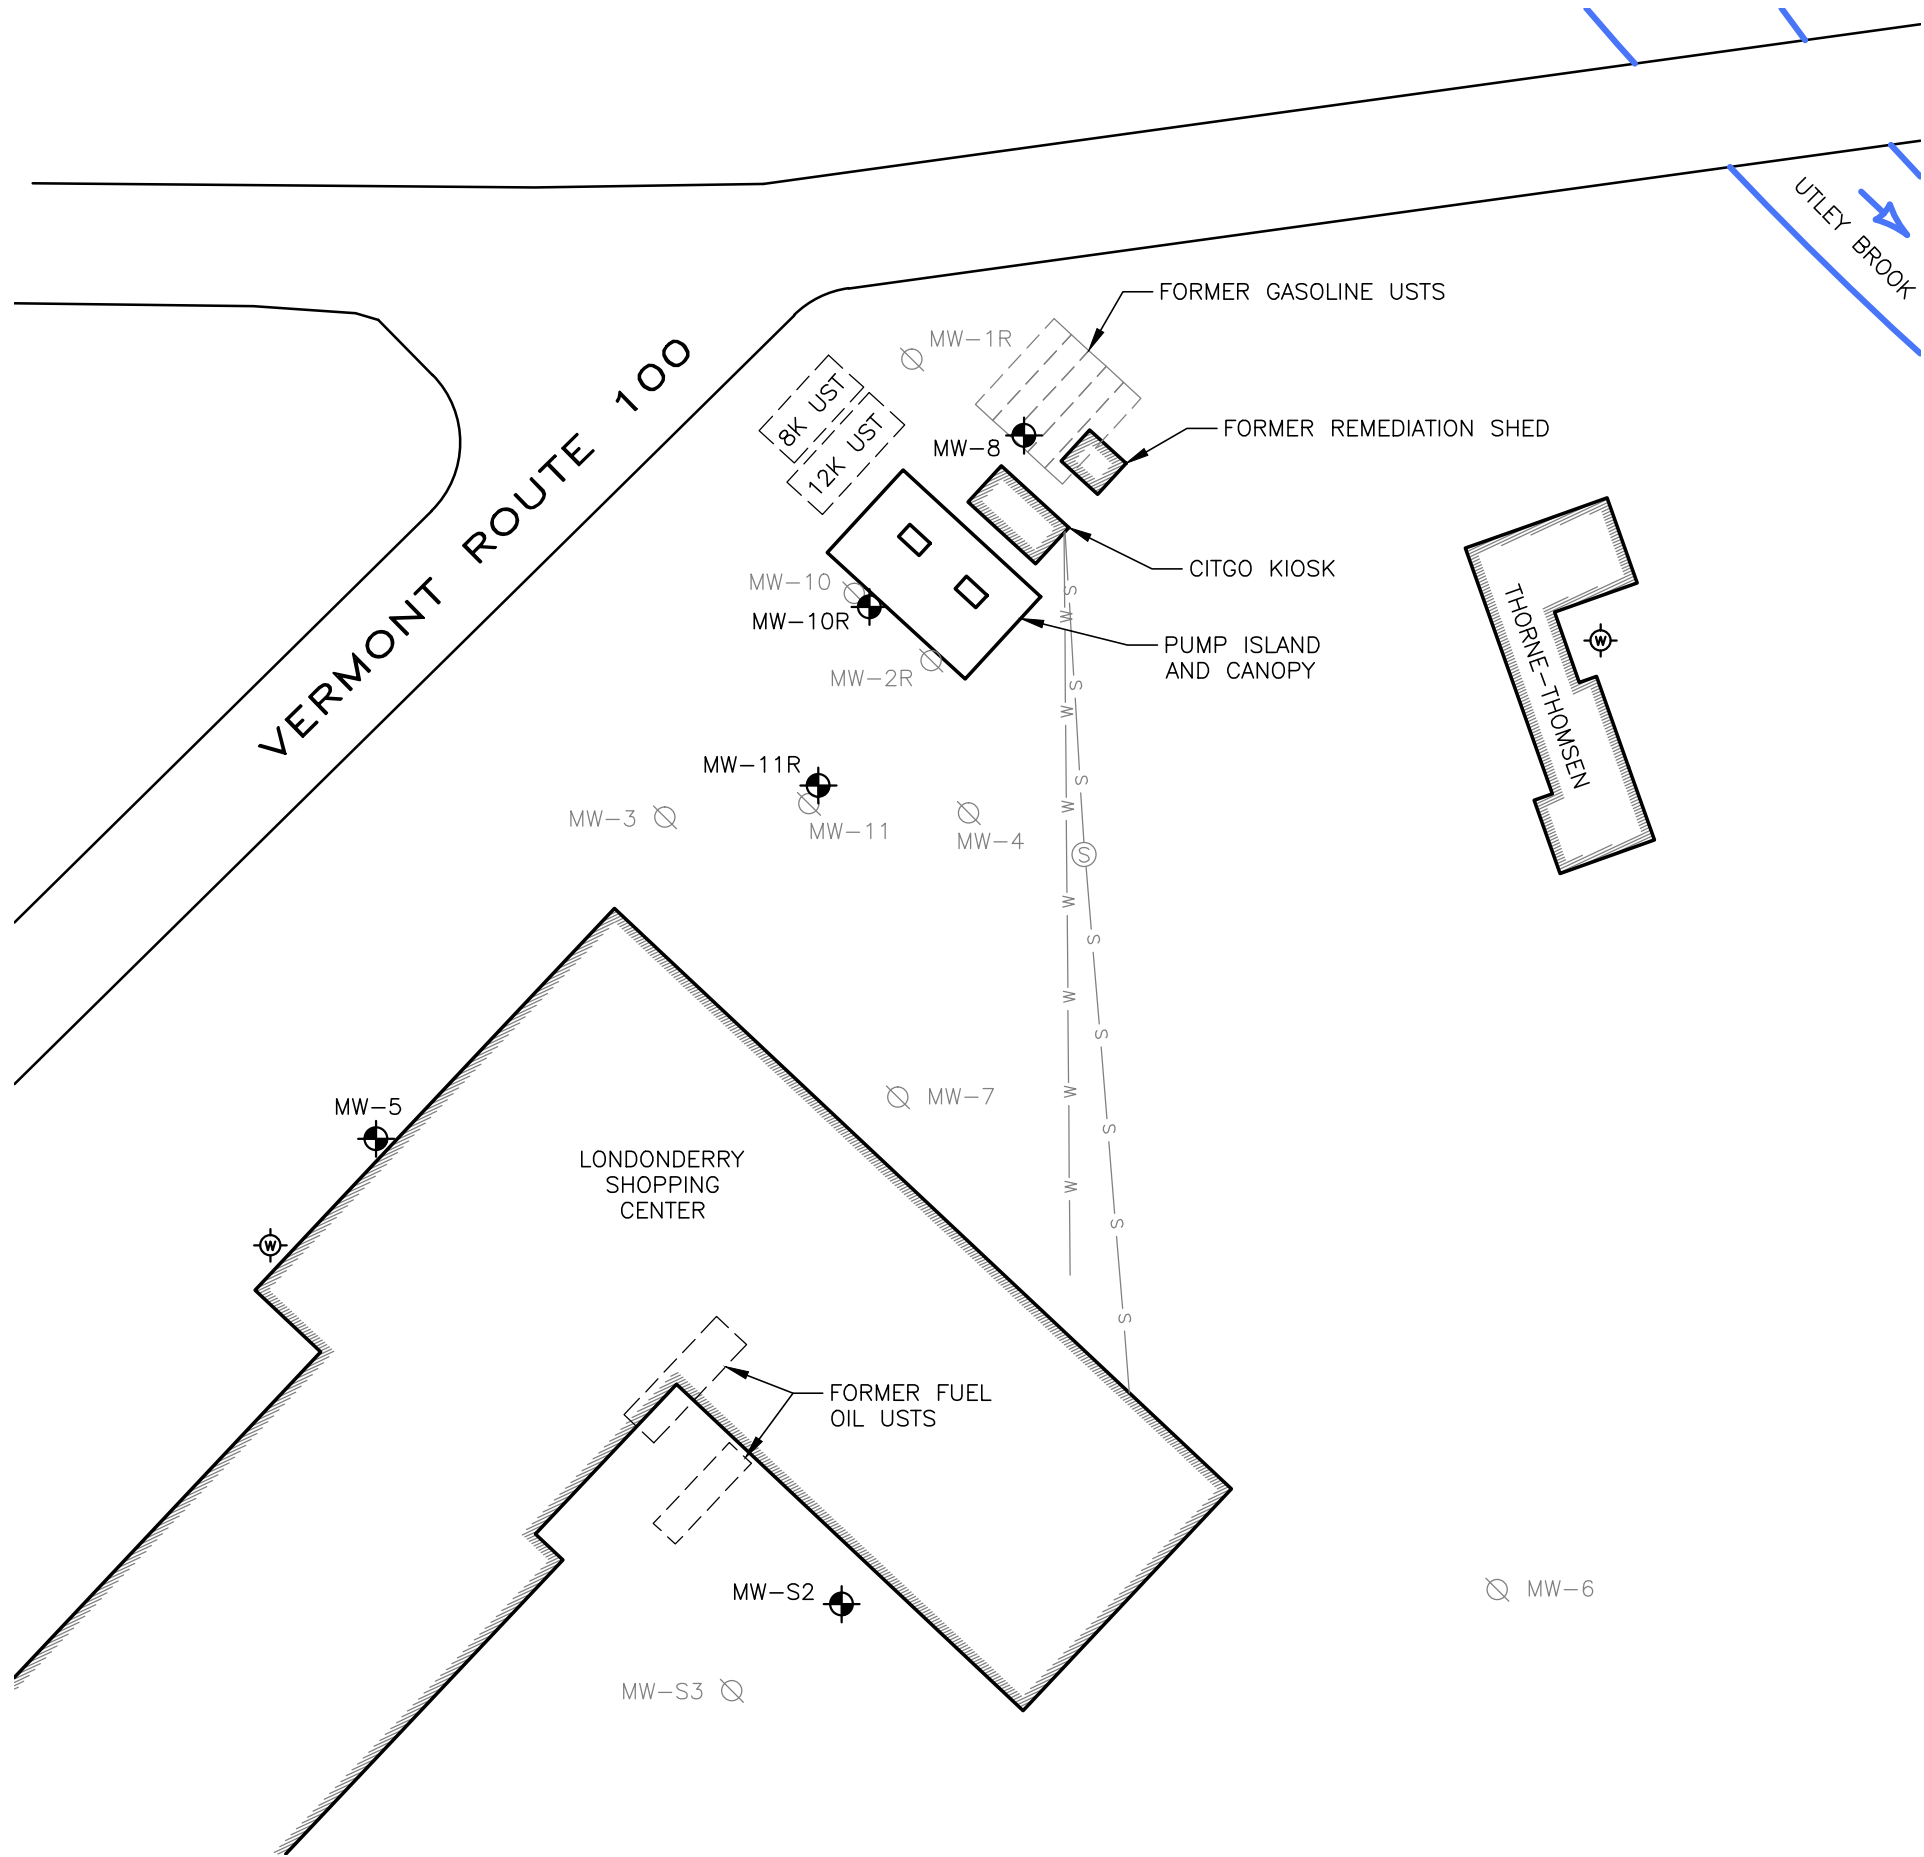 UTLEY BROOK
FORMER GASOLINE USTS
MW-1R
VERMONT ROUTE 100
8K UST
12K UST
MW-8
FORMER REMEDIATION SHED
CITGO KIOSK
MW-10
MW-10R
PUMP ISLAND
AND CANOPY
MW-2R
THORNE-THOMSEN
W
S
W
S
W
S
W
S
W
S
W
S
W
S
W
S
S
S
MW-11R
MW-3
MW-11
MW-4
MW-5
MW-7
LONDONDERRY
SHOPPING
CENTER
W
FORMER FUEL
OIL USTS
MW-S2
MW-6
MW-S3